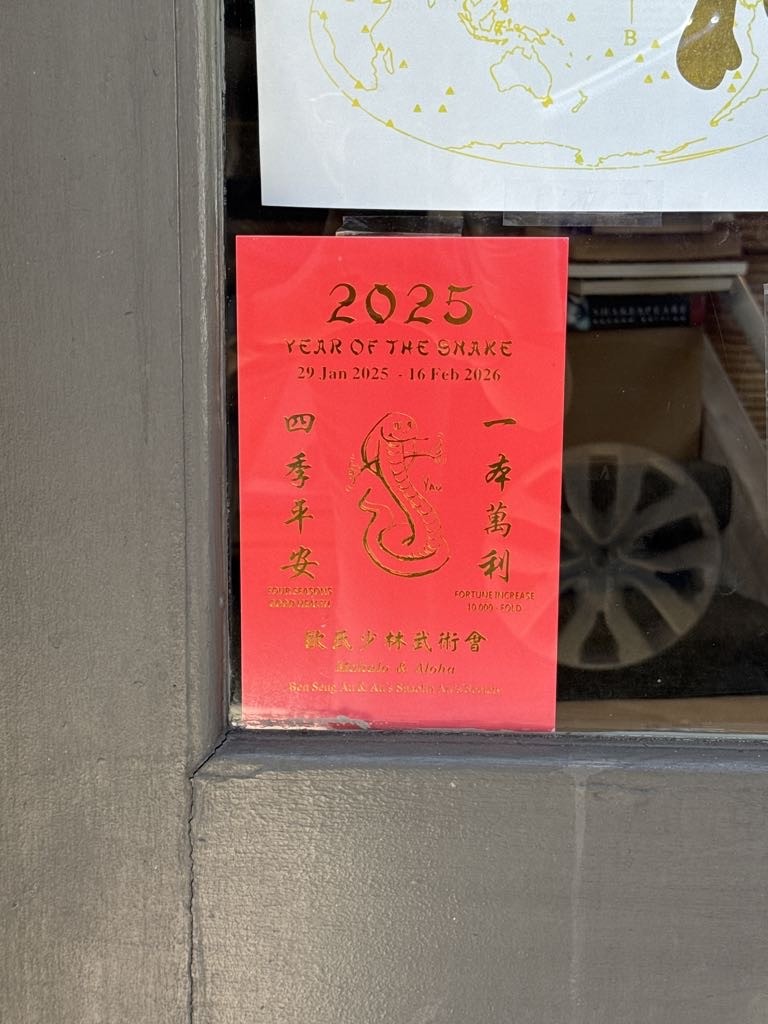 B
2025
YEAR OF THE SNAKE
29 Jan 2025 - 16 Feb 2026
一本萬利
四季平安
YAU
FOUR SEASONS
GOOD HEALTH
FORTUNE INCREASE
10,000 - FOLD
歐氏少林武術會
Mahalo & Aloha
Au & Au's Shaolin Arts Society